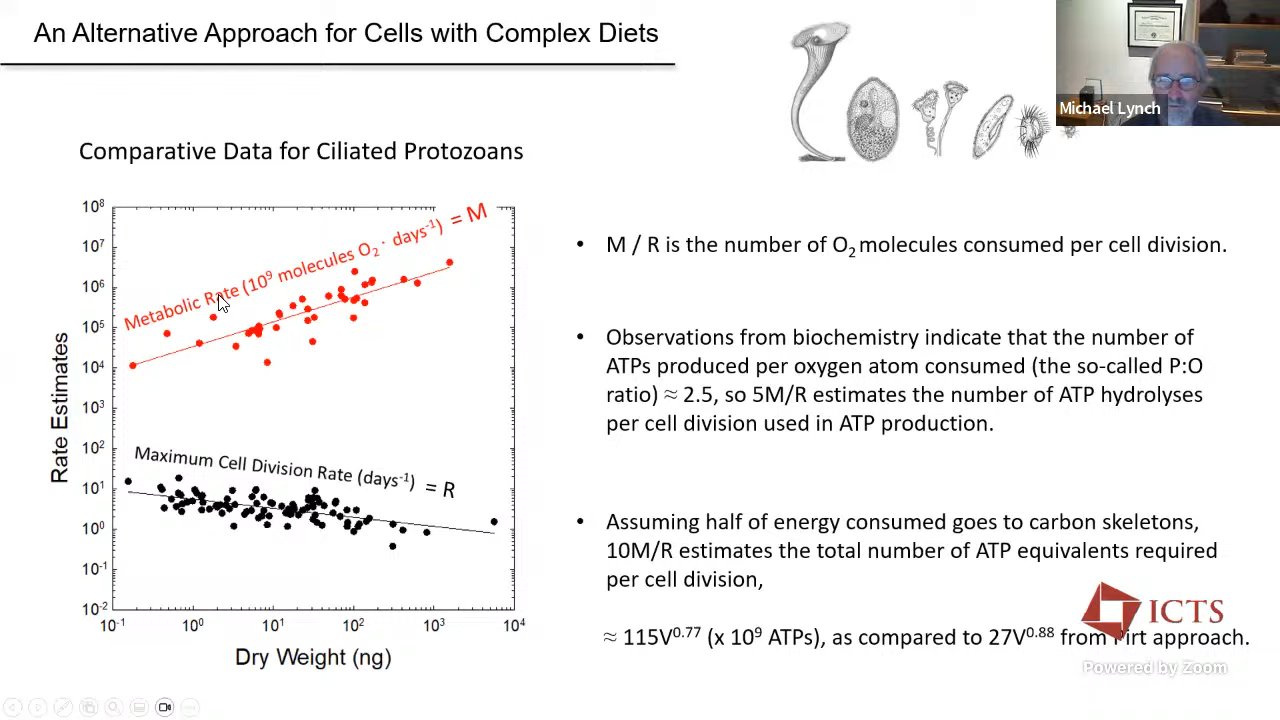 An Alternative Approach for Cells with Complex Diets
Michael Lynch
Comparative Data for Ciliated Protozoans
10⁸
10⁷
10⁶
10⁵
10⁴
10³
10²
10¹
10⁰
10⁻¹
10⁻²
Rate Estimates
Metabolic Rate (10⁹ molecules O₂ · days⁻¹) = M
Maximum Cell Division Rate (days⁻¹) = R
10⁻¹ 10⁰ 10¹ 10² 10³ 10⁴
Dry Weight (ng)
• M / R is the number of O₂ molecules consumed per cell division.
• Observations from biochemistry indicate that the number of
ATPs produced per oxygen atom consumed (the so-called P:O
ratio) ≈ 2.5, so 5M/R estimates the number of ATP hydrolyses
per cell division used in ATP production.
• Assuming half of energy consumed goes to carbon skeletons,
10M/R estimates the total number of ATP equivalents required
per cell division,
≈ 115V⁰·⁷⁷ (x 10⁹ ATPs), as compared to 27V⁰·⁸⁸ from Pirt approach.
ICTS
Powered by Zoom